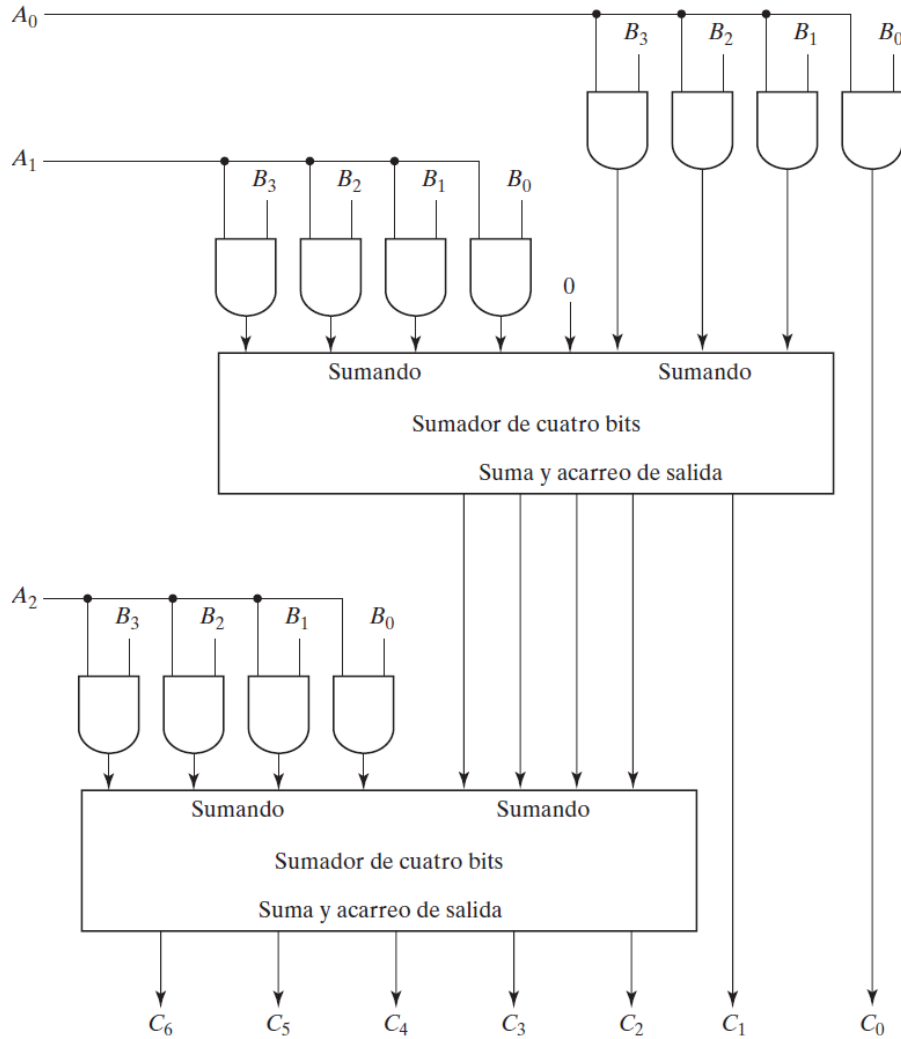 A0
B3 B2 B1 B0
A1
B3 B2 B1 B0
0
Sumando Sumando
Sumador de cuatro bits
Suma y acarreo de salida
A2
B3 B2 B1 B0
Sumando Sumando
Sumador de cuatro bits
Suma y acarreo de salida
C6 C5 C4 C3 C2 C1 C0